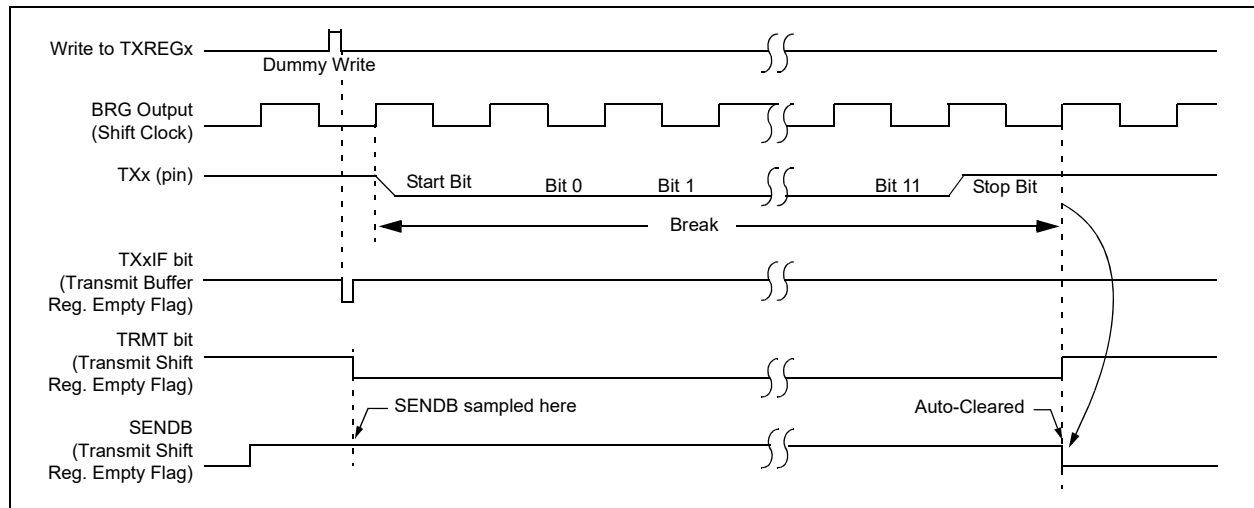 Write to TXREGx
Dummy Write
BRG Output
(Shift Clock)
TXx (pin)
Start Bit
Bit 0
Bit 1
Bit 11
Stop Bit
Break
TXxIF bit
(Transmit Buffer
Reg. Empty Flag)
TRMT bit
(Transmit Shift
Reg. Empty Flag)
SENDB sampled here
Auto-Cleared
SENDB
(Transmit Shift
Reg. Empty Flag)